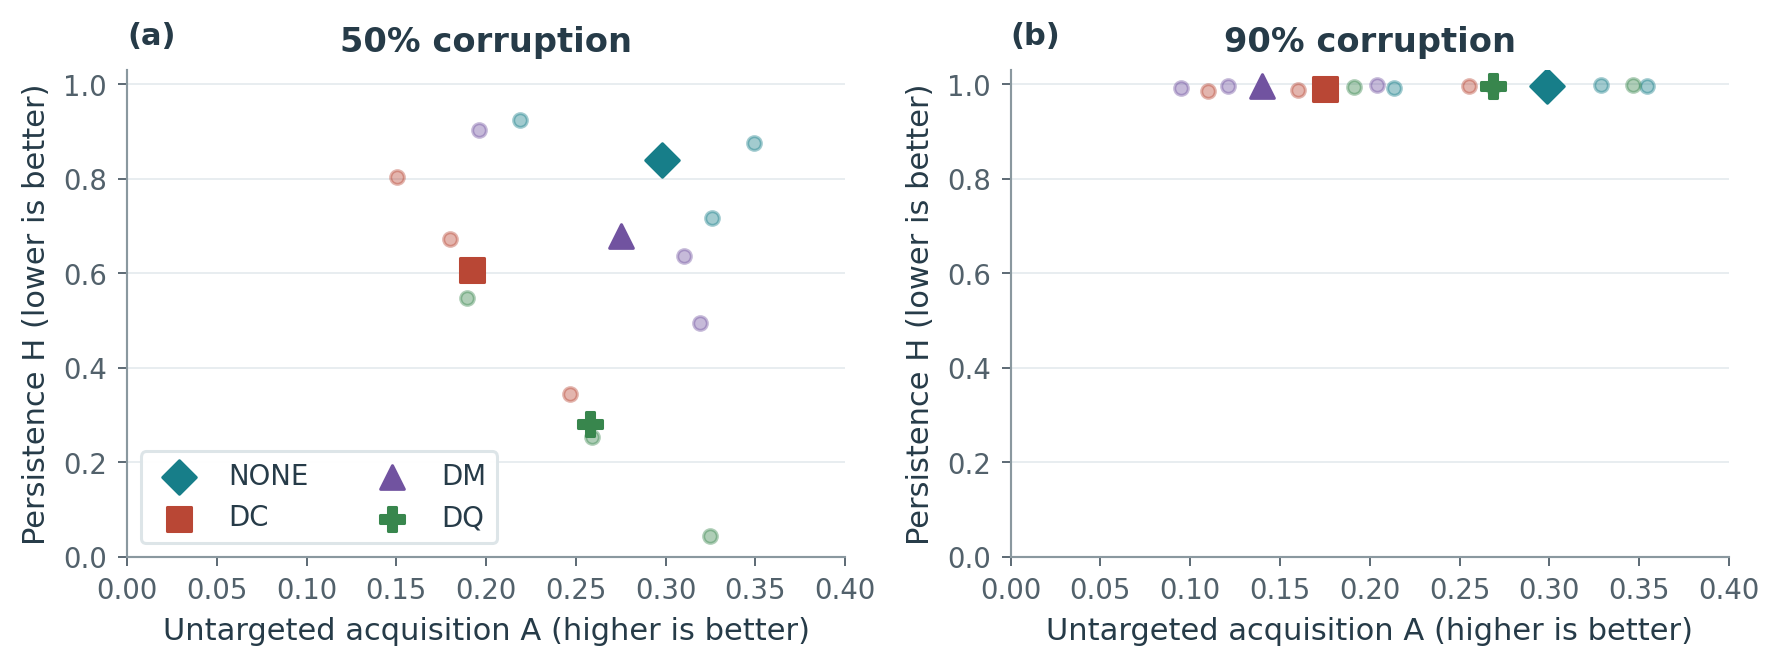 (a)
50% corruption
Persistence H (lower is better)
1.0
0.8
0.6
0.4
0.2
0.0
NONE
DM
DC
DQ
0.00 0.05 0.10 0.15 0.20 0.25 0.30 0.35 0.40
Untargeted acquisition A (higher is better)
(b)
90% corruption
Persistence H (lower is better)
1.0
0.8
0.6
0.4
0.2
0.0
0.00 0.05 0.10 0.15 0.20 0.25 0.30 0.35 0.40
Untargeted acquisition A (higher is better)